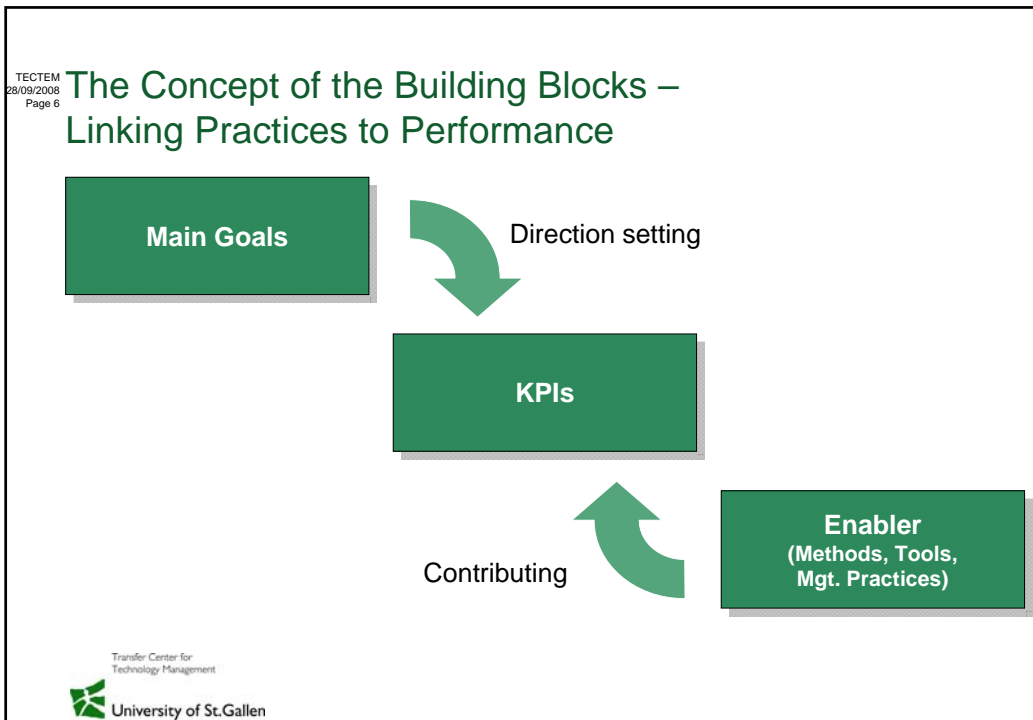 TECTEM
28/09/2008
Page 6
The Concept of the Building Blocks –
Linking Practices to Performance
Main Goals
Direction setting
KPIs
Enabler
(Methods, Tools,
Mgt. Practices)
Contributing
Transfer Center for
Technology Management
University of St.Gallen